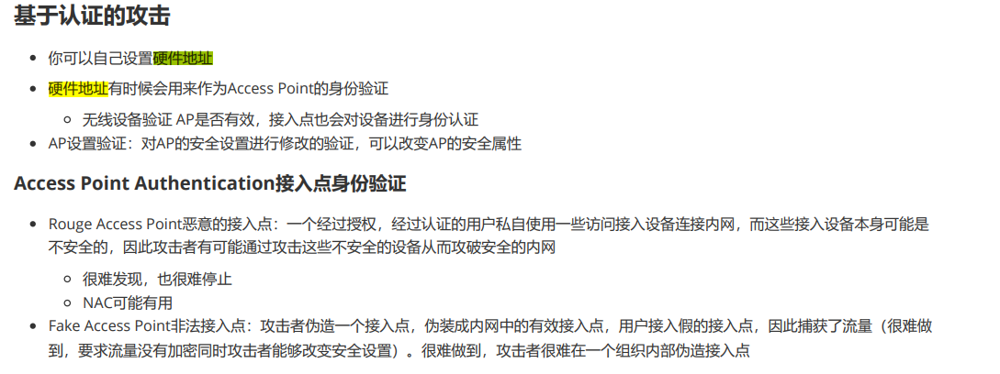 基于认证的攻击
你可以自己设置硬件地址
硬件地址有时候会用来作为Access Point的身份验证
无线设备验证 AP是否有效，接入点也会对设备进行身份认证
AP设置验证：对AP的安全设置进行修改的验证，可以改变AP的安全属性
Access Point Authentication接入点身份验证
Rouge Access Point恶意的接入点：一个经过授权，经过认证的用户私自使用一些访问接入设备连接内网，而这些接入设备本身可能是
不安全的，因此攻击者有可能通过攻击这些不安全的设备从而攻破安全的内网
很难发现，也很难停止
NAC可能有用
Fake Access Point非法接入点：攻击者伪造一个接入点，伪装成内网中的有效接入点，用户接入假的接入点，因此捕获了流量（很难做
到，要求流量没有加密同时攻击者能够改变安全设置）。很难做到，攻击者很难在一个组织内部伪造接入点